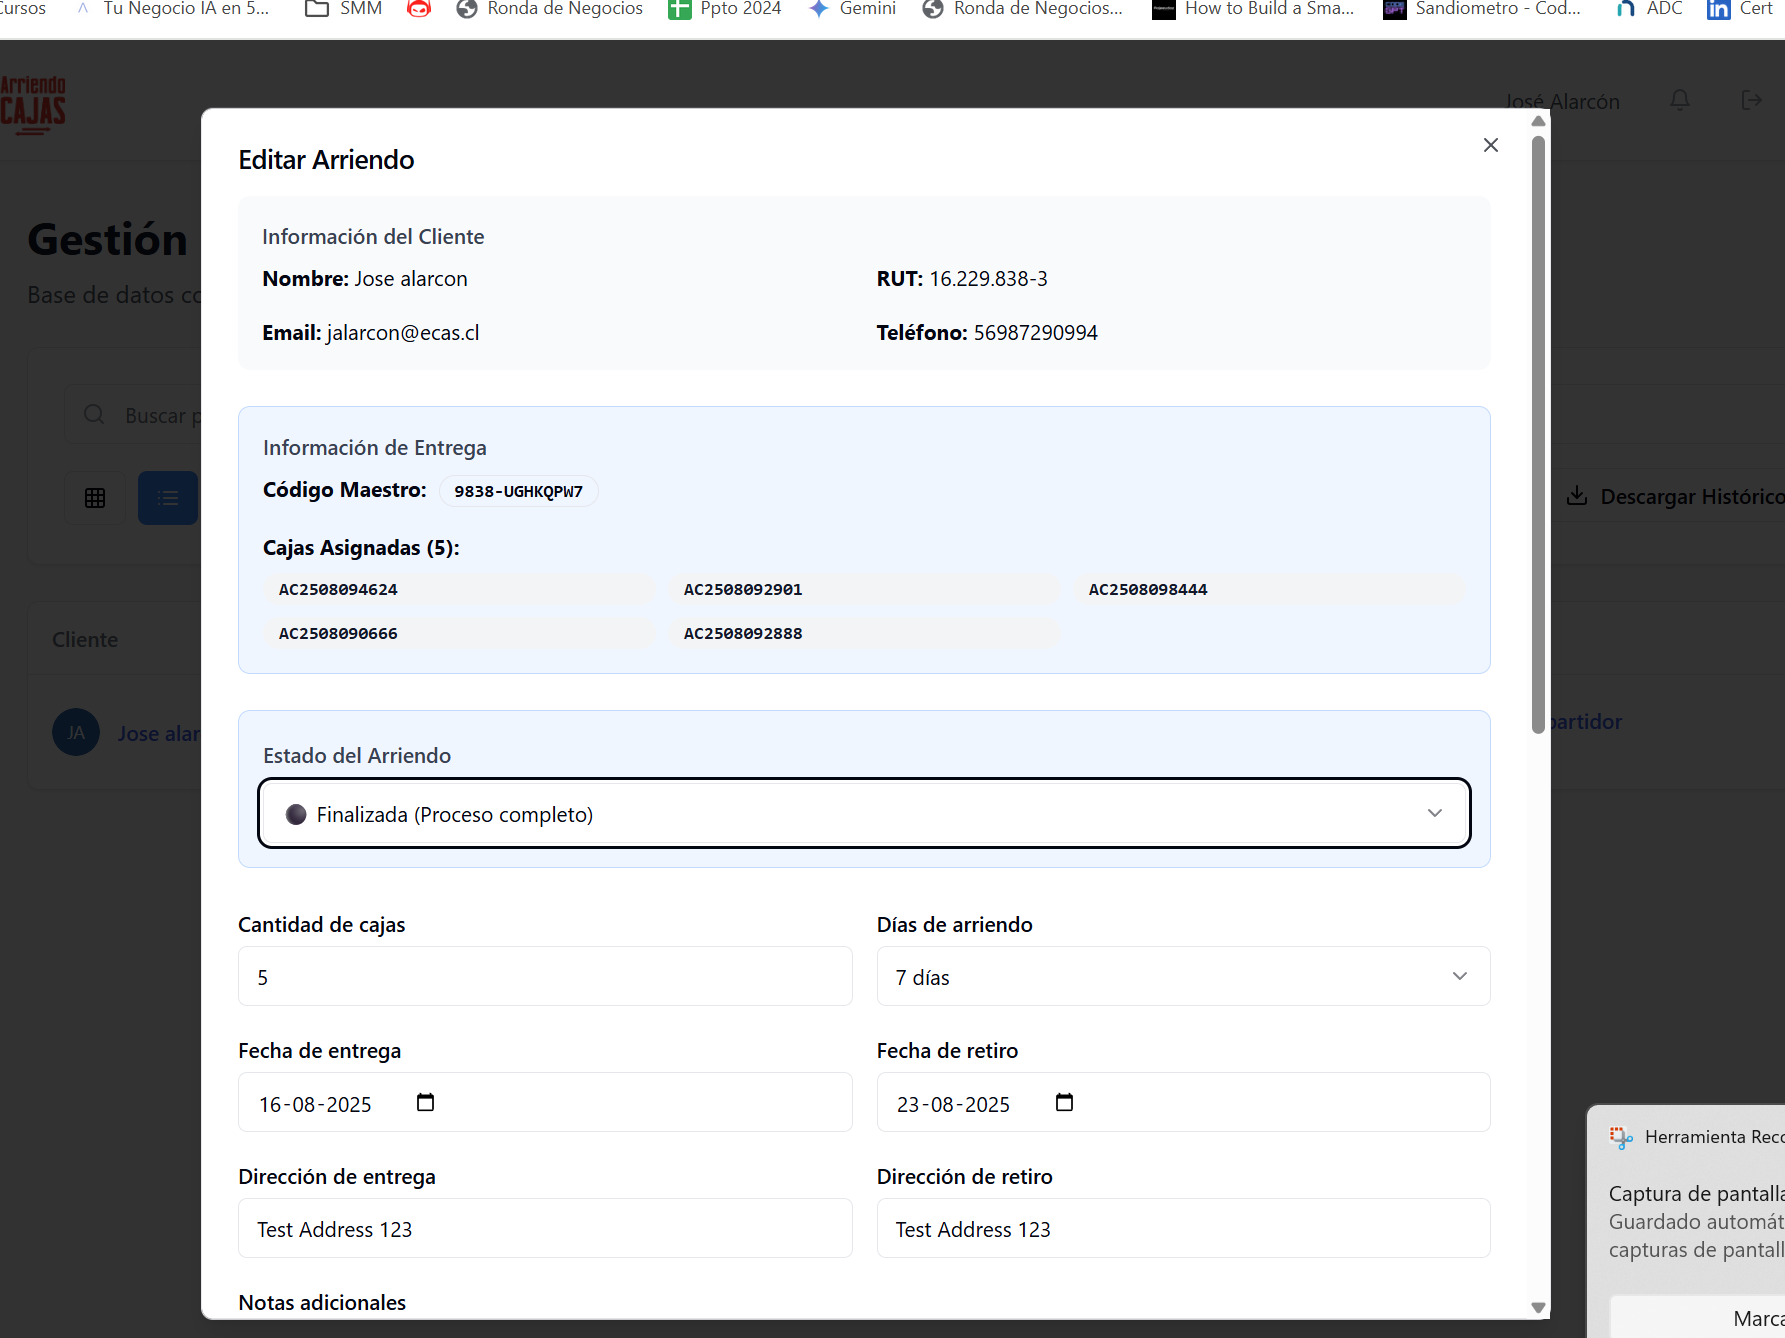 Tu Negocio IA en 5... SMM Ronda de Negocios Ppto 2024 Gemini Ronda de Negocios... How to Build a Sma... Sandiometro - Cod... ADC Cert
Arriendo
CAJAS
José Alarcón
Editar Arriendo
Gestión
Base de datos
Información del Cliente
Nombre: Jose alarcon
RUT: 16.229.838-3
Email: jalarcon@ecas.cl
Teléfono: 56987290994
Buscar
Información de Entrega
Código Maestro: 9838-UGHKQPW7
Descargar Histórico
Cajas Asignadas (5):
AC2508094624 AC2508092901 AC2508098444
AC2508090666 AC2508092888
Cliente
JA Jose alar
partidor
Estado del Arriendo
Finalizada (Proceso completo)
Cantidad de cajas
Días de arriendo
5
7 días
Fecha de entrega
Fecha de retiro
16-08-2025
23-08-2025
Dirección de entrega
Dirección de retiro
Test Address 123
Test Address 123
Notas adicionales
Herramienta Reco
Captura de pantalla
Guardado automát
capturas de pantall
Marca